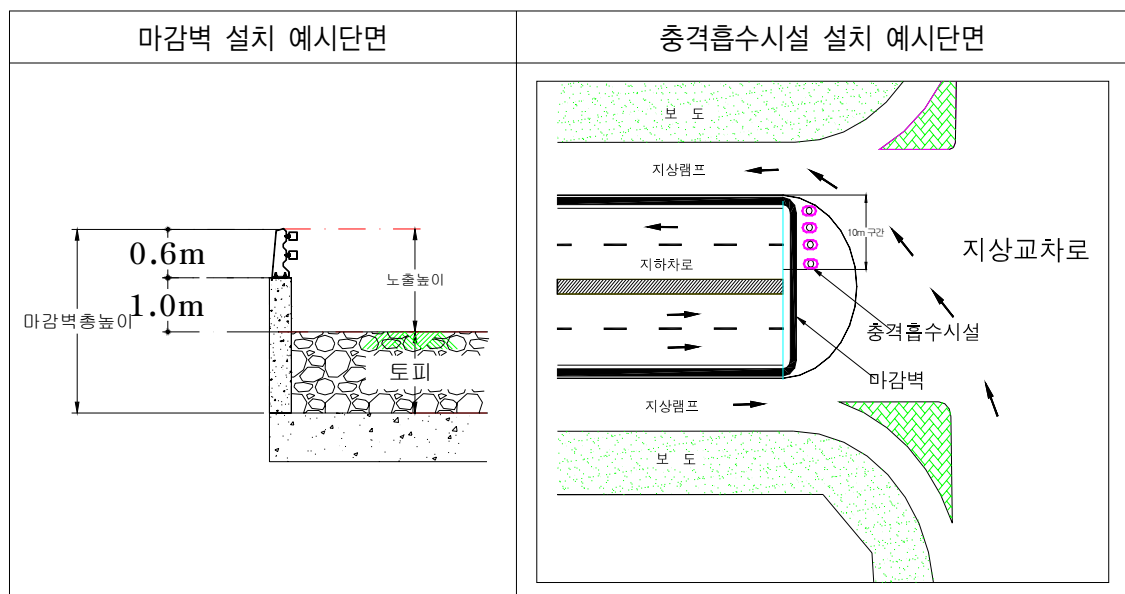 마감벽 설치 예시단면
충격흡수시설 설치 예시단면
0.6m
1.0m
마감벽총높이
노출높이
토피
보 도
지상램프
10m 구간
지하차로
지상교차로
충격흡수시설
마감벽
지상램프
보 도